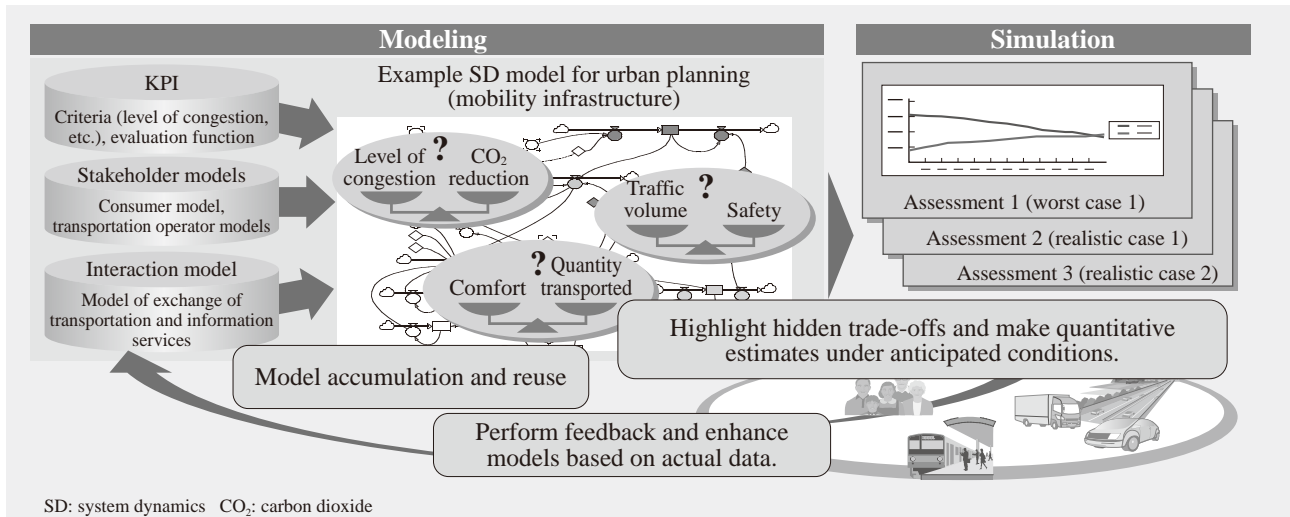 Modeling
Simulation
KPI
Criteria (level of congestion,
etc.), evaluation function
Stakeholder models
Consumer model,
transportation operator models
Interaction model
Model of exchange of
transportation and information
services
Example SD model for urban planning
(mobility infrastructure)
Level of
congestion
?
CO₂
reduction
Traffic
volume
?
Safety
Comfort
?
Quantity
transported
Assessment 1 (worst case 1)
Assessment 2 (realistic case 1)
Assessment 3 (realistic case 2)
Highlight hidden trade-offs and make quantitative
estimates under anticipated conditions.
Model accumulation and reuse
Perform feedback and enhance
models based on actual data.
SD: system dynamics CO₂: carbon dioxide